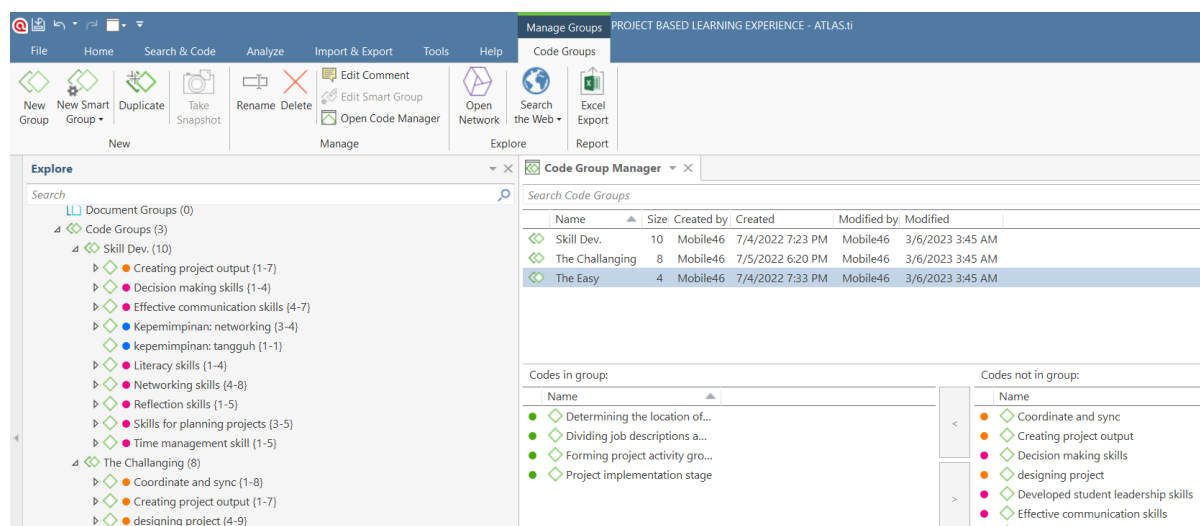 Manage Groups PROJECT BASED LEARNING EXPERIENCE - ATLAS.ti
File Home Search & Code Analyze Import & Export Tools Help Code Groups
New Group
New Smart Group
Duplicate
Take Snapshot
Rename Delete
Edit Comment
Edit Smart Group
Open Code Manager
Open Network
Search the Web
Excel Export
New Manage Explore Report
Explore
Search
Document Groups (0)
Code Groups (3)
Skill Dev. (10)
Creating project output {1-7}
Decision making skills {1-4}
Effective communication skills {4-7}
Kepemimpinan: networking {3-4}
kepemimpinan: tangguh {1-1}
Literacy skills {1-4}
Networking skills {4-8}
Reflection skills {1-5}
Skills for planning projects {3-5}
Time management skill {1-5}
The Challanging (8)
Coordinate and sync {1-8}
Creating project output {1-7}
designing project {4-9}
Code Group Manager
Search Code Groups
Name Size Created by Created Modified by Modified
Skill Dev. 10 Mobile46 7/4/2022 7:23 PM Mobile46 3/6/2023 3:45 AM
The Challanging 8 Mobile46 7/5/2022 6:20 PM Mobile46 3/6/2023 3:45 AM
The Easy 4 Mobile46 7/4/2022 7:33 PM Mobile46 3/6/2023 3:45 AM
Codes in group:
Name
Determining the location of...
Dividing job descriptions a...
Forming project activity gro...
Project implementation stage
<
>
Codes not in group:
Name
Coordinate and sync
Creating project output
Decision making skills
designing project
Developed student leadership skills
Effective communication skills